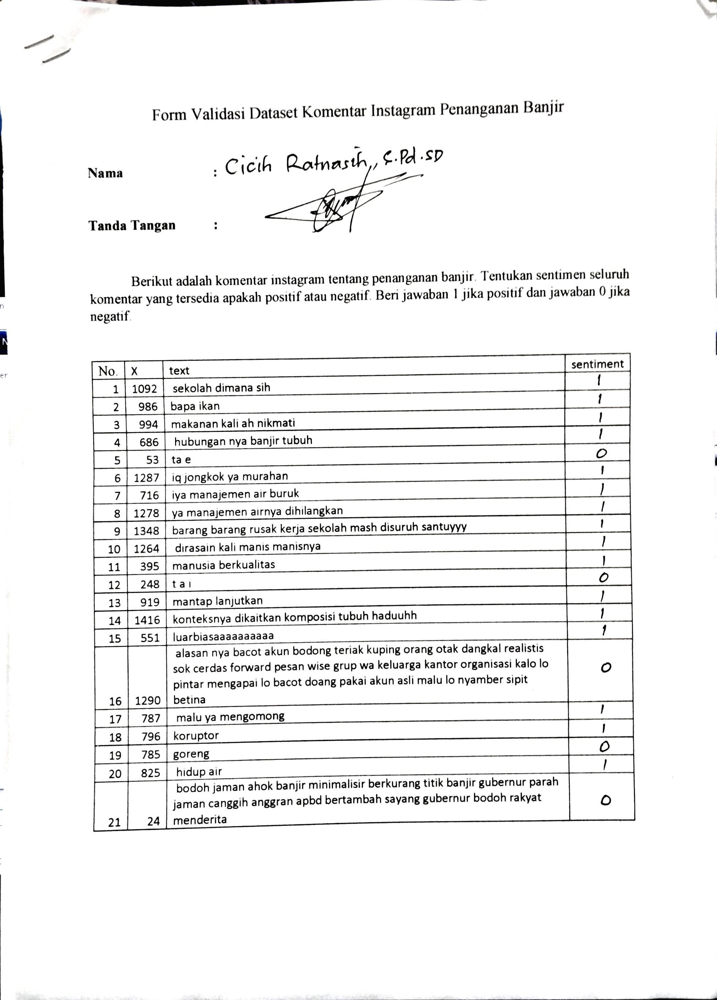 Form Validasi Dataset Komentar Instagram Penanganan Banjir
Nama : Cicih Ratnasih, S.Pd.SD
Tanda Tangan :
Berikut adalah komentar instagram tentang penanganan banjir. Tentukan sentimen seluruh
komentar yang tersedia apakah positif atau negatif. Beri jawaban 1 jika positif dan jawaban 0 jika
negatif.
No. X text sentiment
1 1092 sekolah dimana sih 1
2 986 bapa ikan 1
3 994 makanan kali ah nikmati 1
4 686 hubungan nya banjir tubuh 1
5 53 ta e 0
6 1287 iq jongkok ya murahan 1
7 716 iya manajemen air buruk 1
8 1278 ya manajemen airnya dihilangkan 1
9 1348 barang barang rusak kerja sekolah mash disuruh santuyyy 1
10 1264 dirasain kali manis manisnya 1
11 395 manusia berkualitas 1
12 248 t a i 0
13 919 mantap lanjutkan 1
14 1416 konteksnya dikaitkan komposisi tubuh haduuhh 1
15 551 luarbiasaaaaaaaaaaa 1
alasan nya bacot akun bodong teriak kuping orang otak dangkal realistis
sok cerdas forward pesan wise grup wa keluarga kantor organisasi kalo lo
pintar mengapai lo bacot doang pakai akun asli malu lo nyamber sipit
16 1290 betina 0
17 787 malu ya mengomong 1
18 796 koruptor 1
19 785 goreng 0
20 825 hidup air 1
bodoh jaman ahok banjir minimalisir berkurang titik banjir gubernur parah
jaman canggih anggran apbd bertambah sayang gubernur bodoh rakyat
21 24 menderita 0